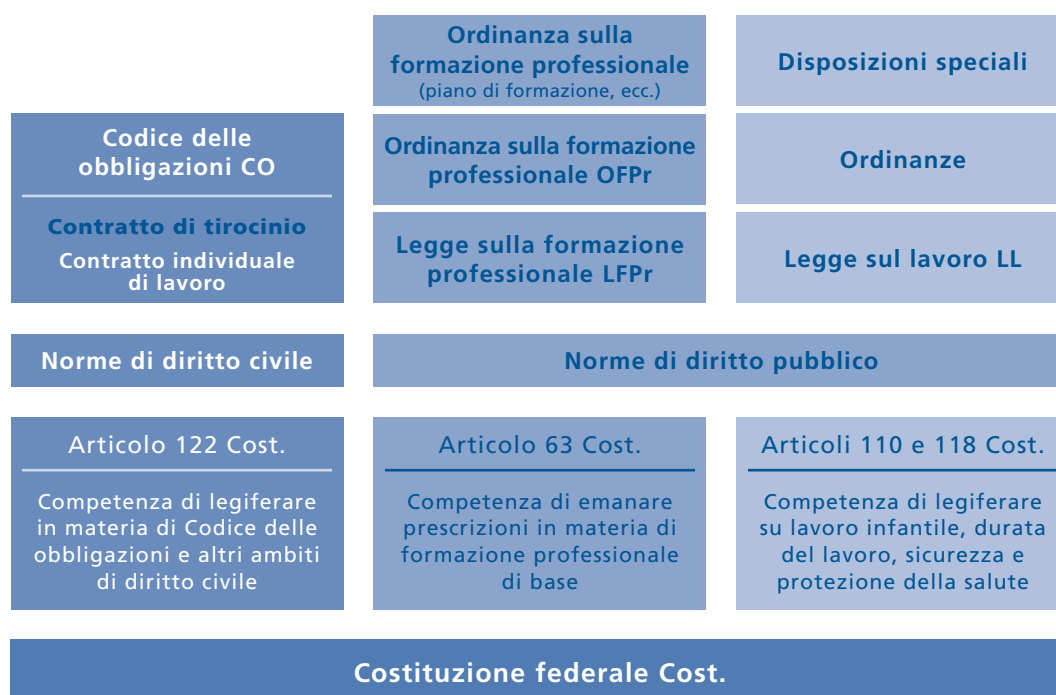 Ordinanza sulla
formazione professionale
(piano di formazione, ecc.)
Disposizioni speciali
Codice delle
obbligazioni CO
Contratto di tirocinio
Contratto individuale
di lavoro
Ordinanza sulla formazione
professionale OFPr
Ordinanze
Legge sulla formazione
professionale LFPr
Legge sul lavoro LL
Norme di diritto civile
Norme di diritto pubblico
Articolo 122 Cost.
Competenza di legiferare
in materia di Codice delle
obbligazioni e altri ambiti
di diritto civile
Articolo 63 Cost.
Competenza di emanare
prescrizioni in materia di
formazione professionale
di base
Articoli 110 e 118 Cost.
Competenza di legiferare
su lavoro infantile, durata
del lavoro, sicurezza e
protezione della salute
Costituzione federale Cost.